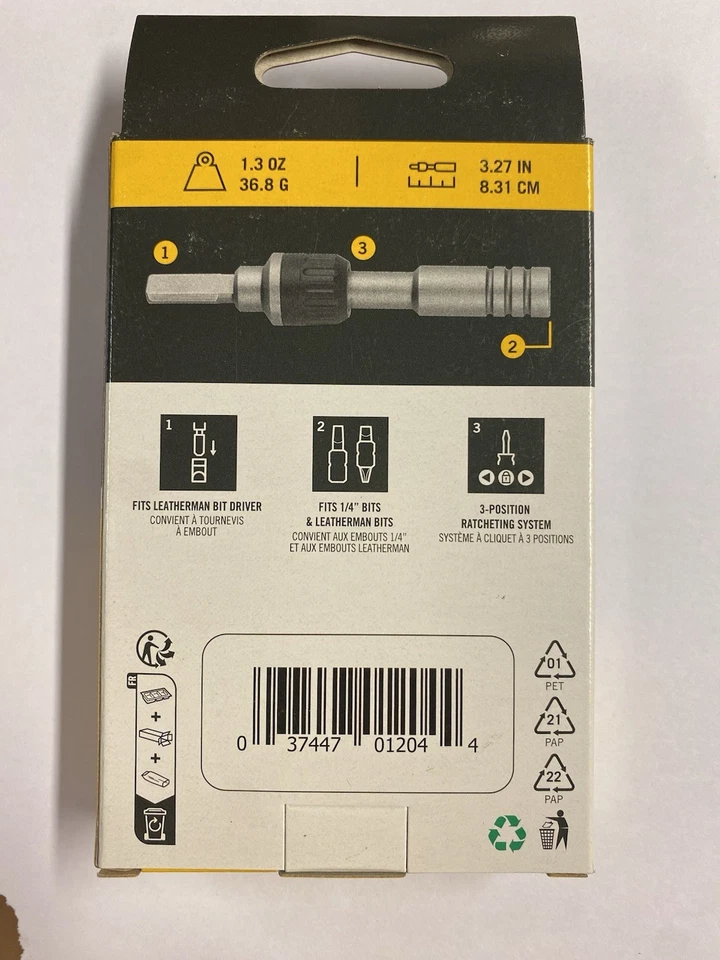 1.3 OZ
36.8 G
3.27 IN
8.31 CM
1
3
2
1
FITS LEATHERMAN BIT DRIVER
CONVIENT À TOURNEVIS
À EMBOUT
2
FITS 1/4" BITS
& LEATHERMAN BITS
CONVIENT AUX EMBOUTS 1/4"
ET AUX EMBOUTS LEATHERMAN
3
3-POSITION
RATCHETING SYSTEM
SYSTÈME À CLIQUET À 3 POSITIONS
FR
+
+
0 37447 01204 4
01
PET
21
PAP
22
PAP